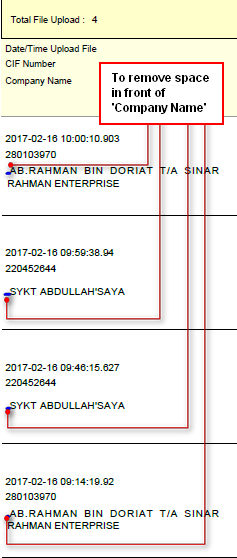 Total File Upload : 4
Date/Time Upload File
CIF Number
Company Name
To remove space
in front of
'Company Name'
2017-02-16 10:00:10.903
280103970
AB.RAHMAN BIN DORIAT T/A SINAR
RAHMAN ENTERPRISE
2017-02-16 09:59:38.94
220452644
SYKT ABDULLAH'SAYA
2017-02-16 09:46:15.627
220452644
SYKT ABDULLAH'SAYA
2017-02-16 09:14:19.92
280103970
AB.RAHMAN BIN DORIAT T/A SINAR
RAHMAN ENTERPRISE